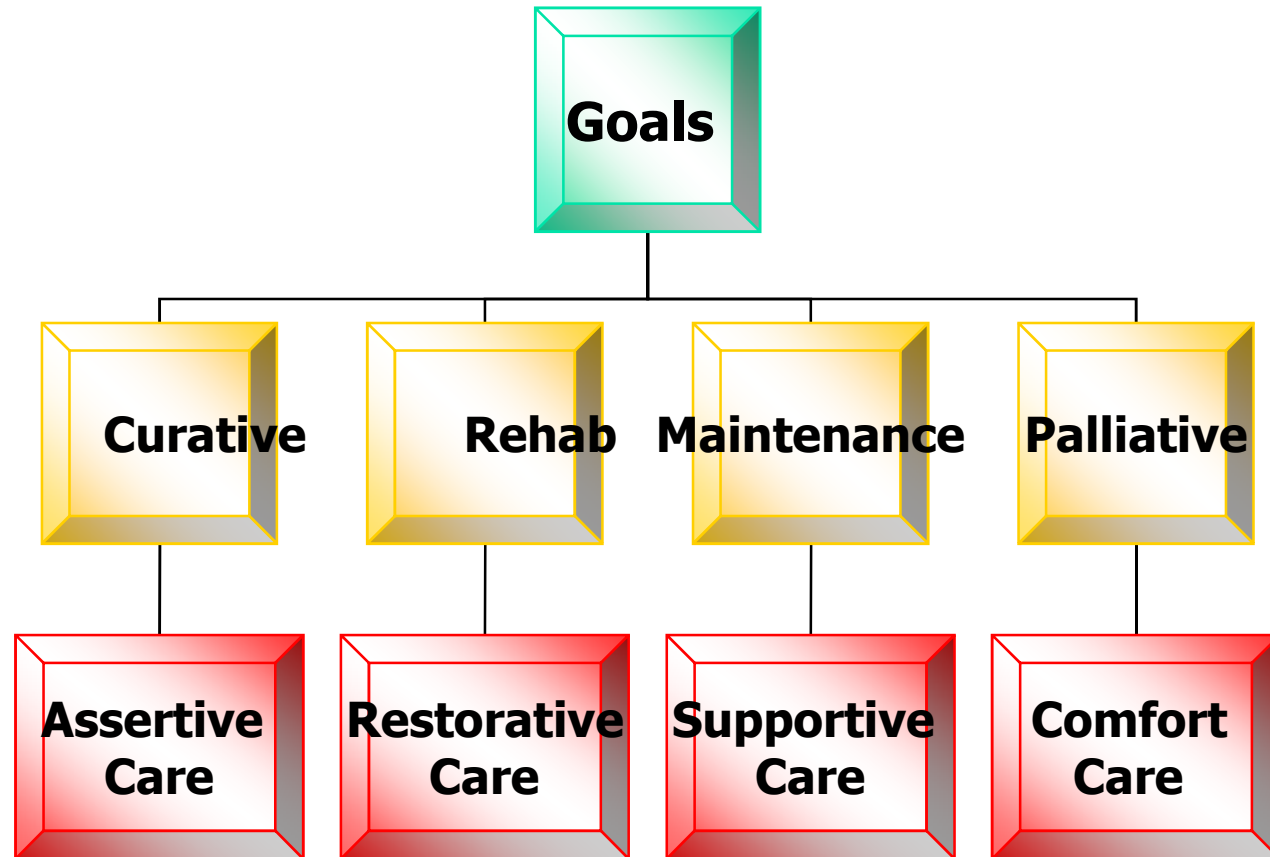 Goals
Curative
Rehab
Maintenance
Palliative
Assertive
Care
Restorative
Care
Supportive
Care
Comfort
Care